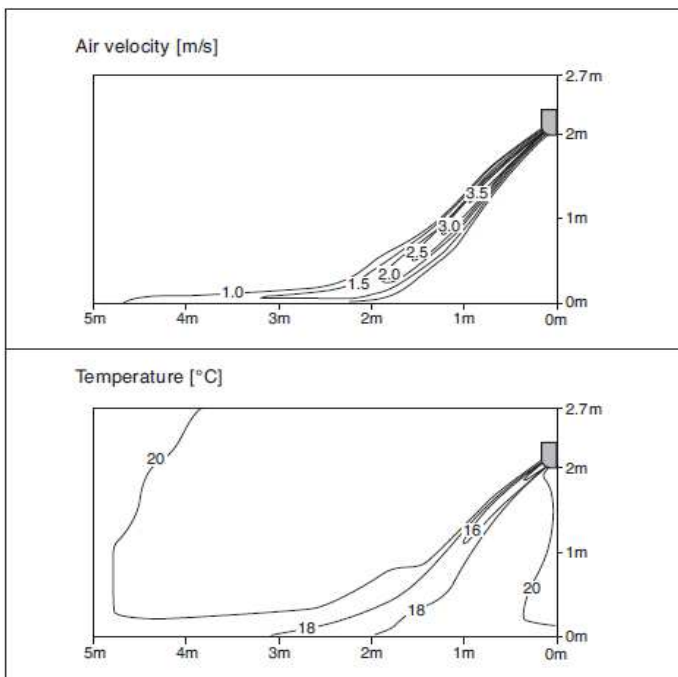 Air velocity [m/s]
2.7m
2m
3.5
1m
3.0
2.5
2.0
1.5
1.0
0m
5m 4m 3m 2m 1m 0m
Temperature [°C]
2.7m
20
2m
16
1m
20
18
18
0m
5m 4m 3m 2m 1m 0m